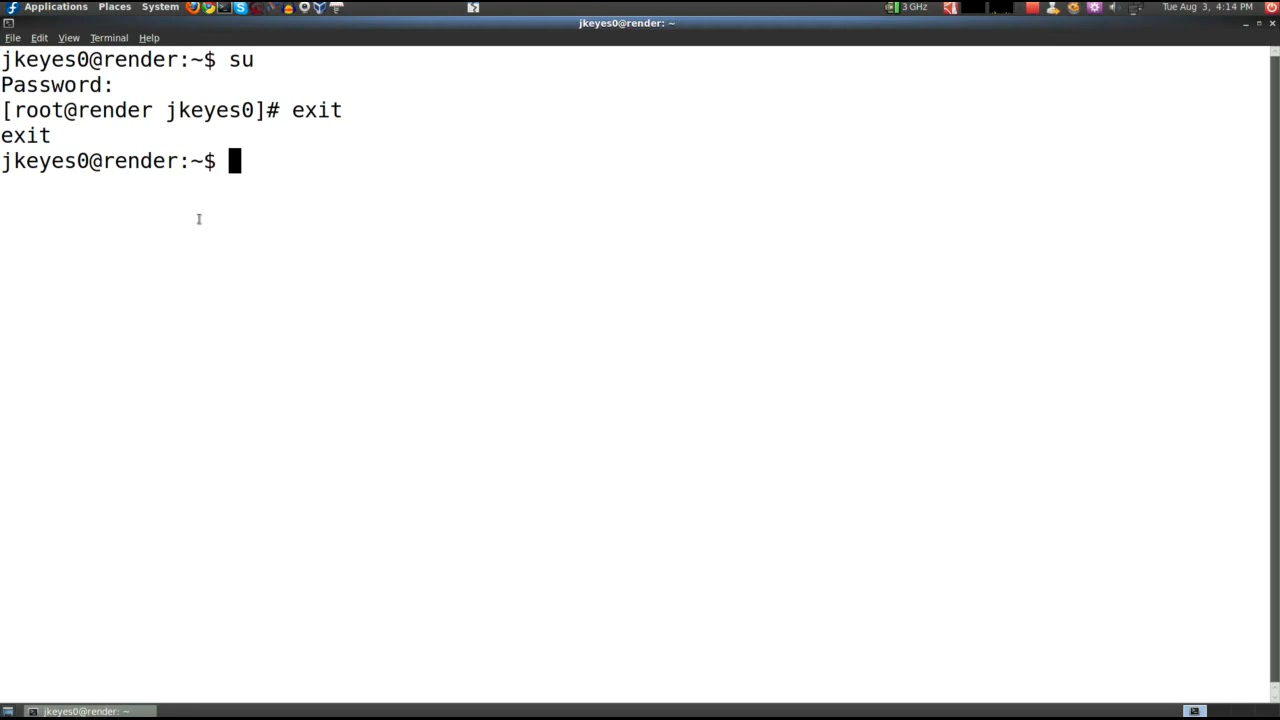 Applications Places System 3 GHz Tue Aug 3, 4:14 PM
jkeyes0@render: ~
File Edit View Terminal Help
jkeyes0@render:~$ su
Password:
[root@render jkeyes0]# exit
exit
jkeyes0@render:~$
jkeyes0@render: ~